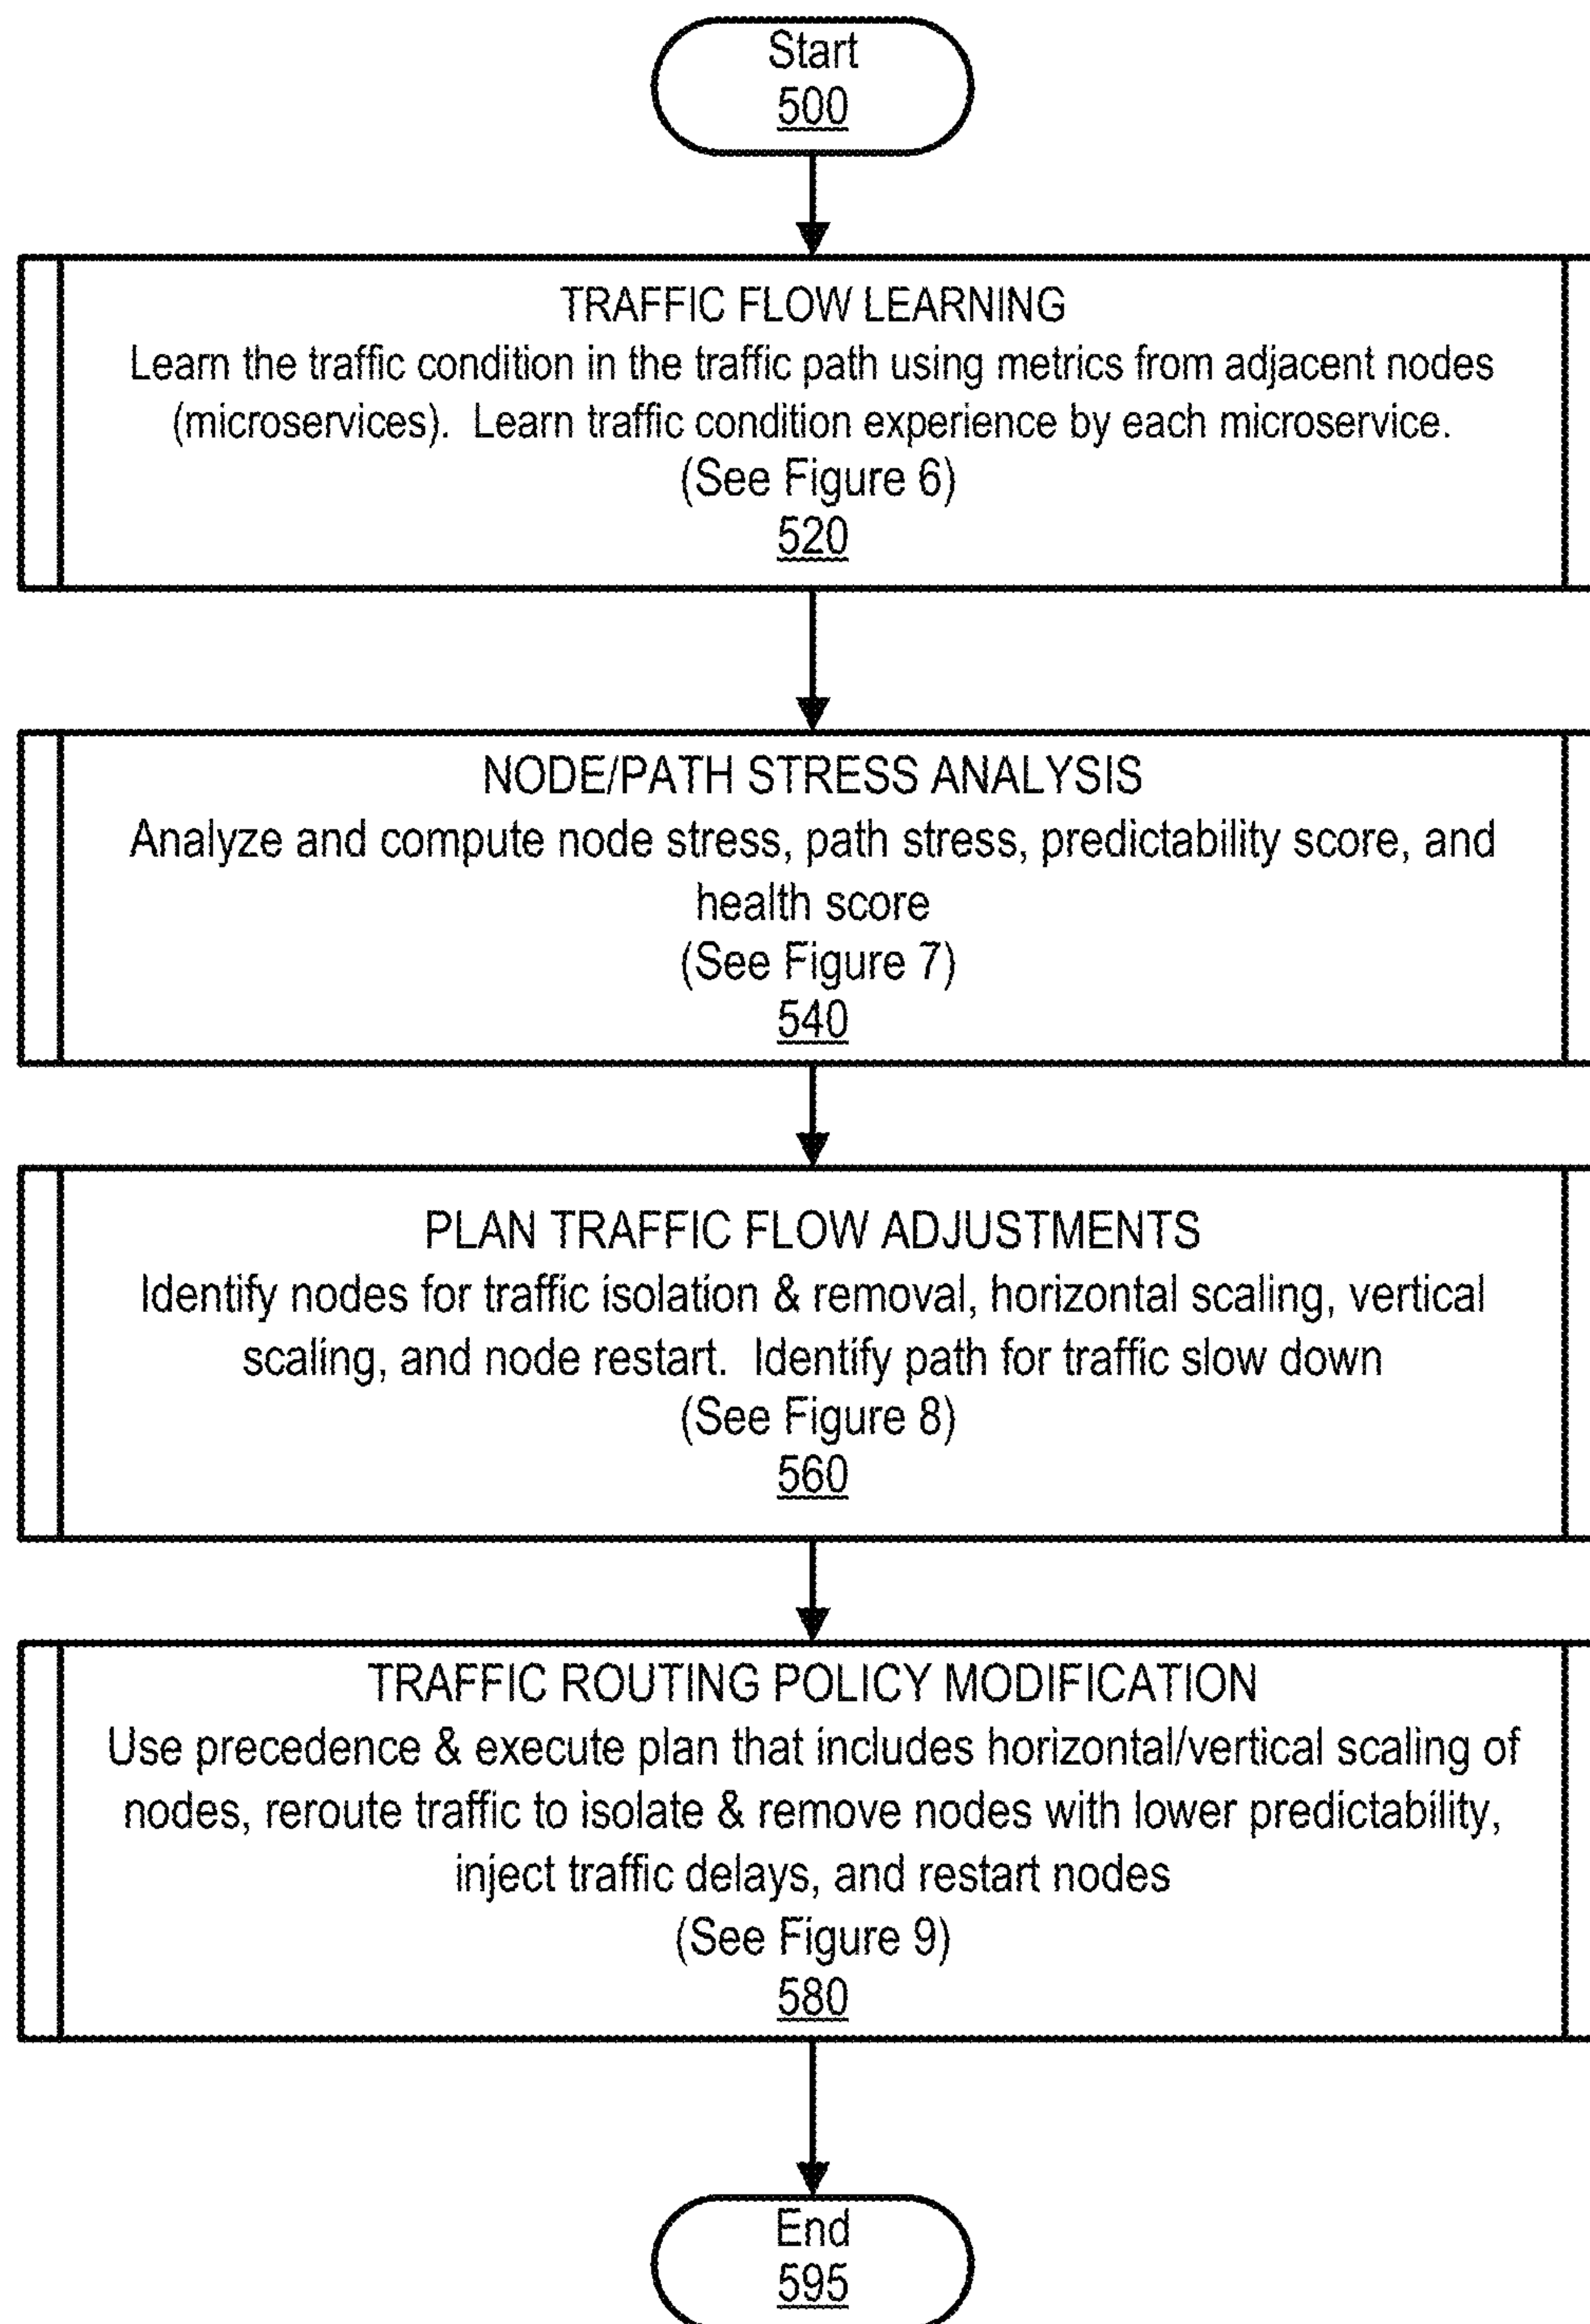 Start
500
TRAFFIC FLOW LEARNING
Learn the traffic condition in the traffic path using metrics from adjacent nodes
(microservices).  Learn traffic condition experience by each microservice.
(See Figure 6)
520
NODE/PATH STRESS ANALYSIS
Analyze and compute node stress, path stress, predictability score, and
health score
(See Figure 7)
540
PLAN TRAFFIC FLOW ADJUSTMENTS
Identify nodes for traffic isolation & removal, horizontal scaling, vertical
scaling, and node restart.  Identify path for traffic slow down
(See Figure 8)
560
TRAFFIC ROUTING POLICY MODIFICATION
Use precedence & execute plan that includes horizontal/vertical scaling of
nodes, reroute traffic to isolate & remove nodes with lower predictability,
inject traffic delays, and restart nodes
(See Figure 9)
580
End
595